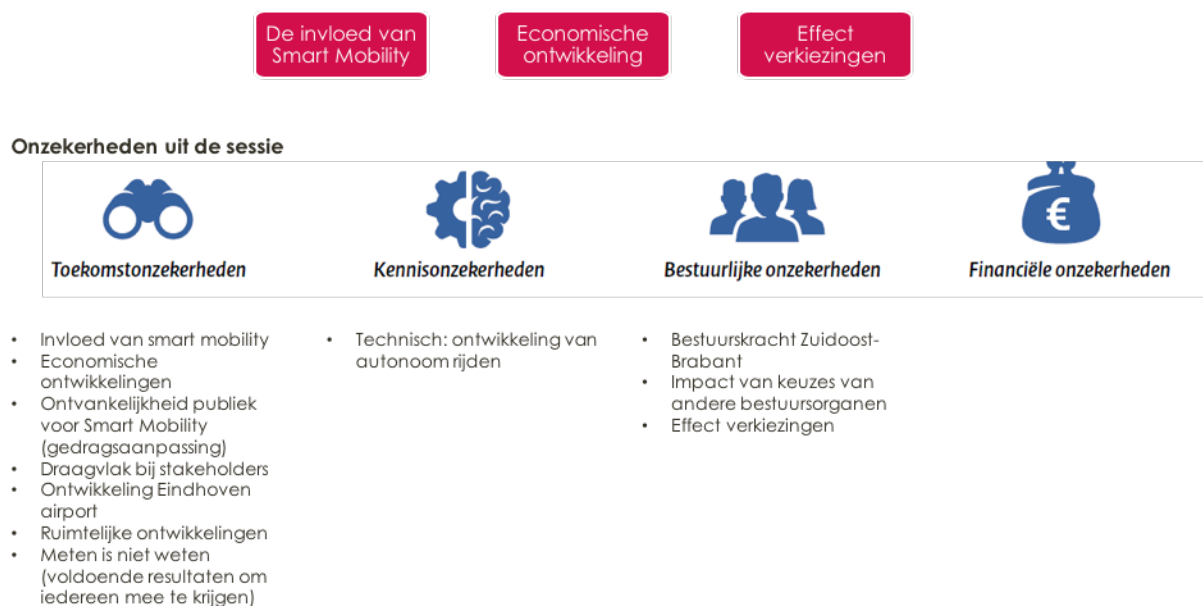 De invloed van
Smart Mobility
Economische
ontwikkeling
Effect
verkiezingen
Onzekerheden uit de sessie
€
Toekomstonzekerheden
Kennisonzekerheden
Bestuurlijke onzekerheden
Financiële onzekerheden
• Invloed van smart mobility
• Economische
ontwikkelingen
• Ontvankelijkheid publiek
voor Smart Mobility
(gedragsaanpassing)
• Draagvlak bij stakeholders
• Ontwikkeling Eindhoven
airport
• Ruimtelijke ontwikkelingen
• Meten is niet weten
(voldoende resultaten om
iedereen mee te krijgen)
• Technisch: ontwikkeling van
autonoom rijden
• Bestuurskracht Zuidoost-
Brabant
• Impact van keuzes van
andere bestuursorganen
• Effect verkiezingen